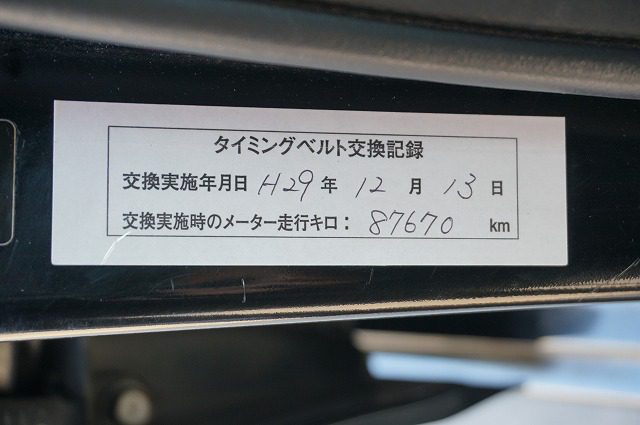 タイミングベルト交換記録
交換実施年月日 H29 年 12 月 13 日
交換実施時のメーター走行キロ： 87670 km